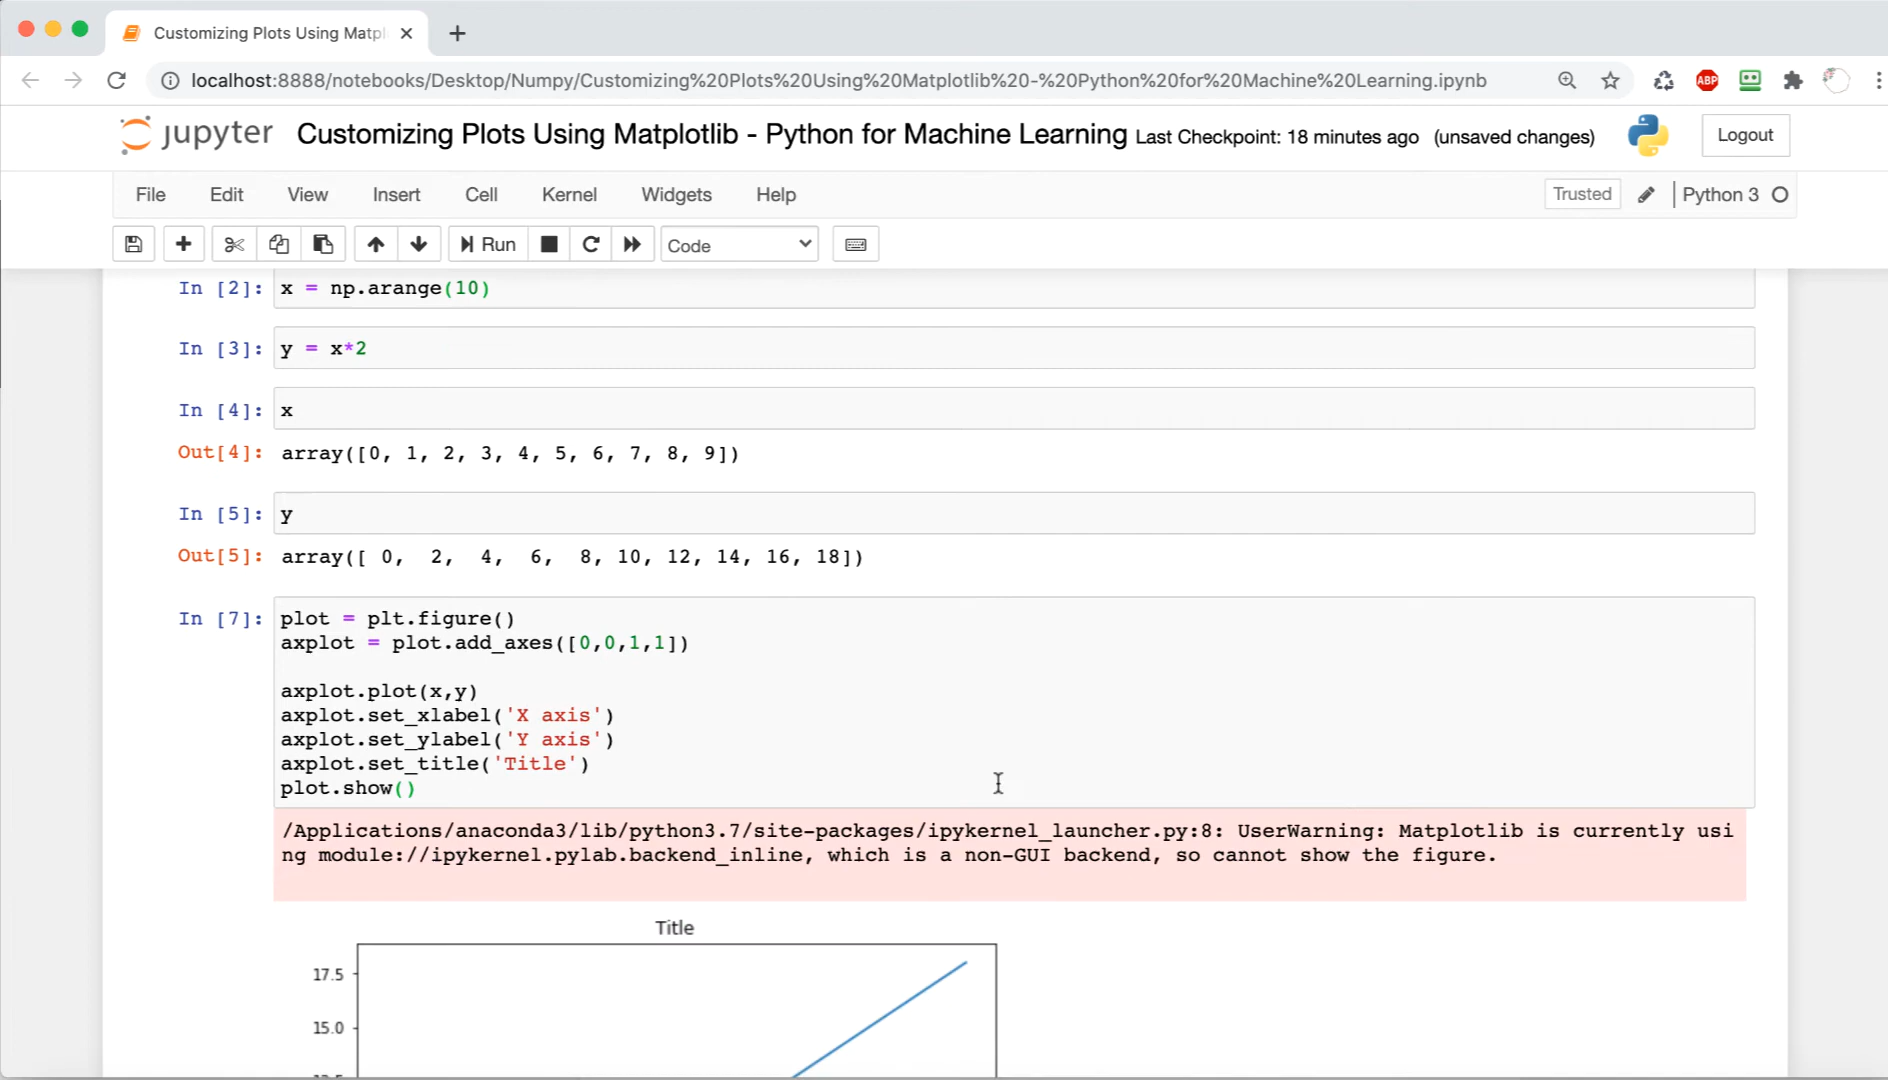 Customizing Plots Using Matpl
localhost:8888/notebooks/Desktop/Numpy/Customizing%20Plots%20Using%20Matplotlib%20-%20Python%20for%20Machine%20Learning.ipynb
ABP
jupyter Customizing Plots Using Matplotlib - Python for Machine Learning Last Checkpoint: 18 minutes ago (unsaved changes) Logout
File Edit View Insert Cell Kernel Widgets Help Trusted Python 3
Run Code
In [2]: x = np.arange(10)
In [3]: y = x*2
In [4]: x
Out[4]: array([0, 1, 2, 3, 4, 5, 6, 7, 8, 9])
In [5]: y
Out[5]: array([ 0,  2,  4,  6,  8, 10, 12, 14, 16, 18])
In [7]: plot = plt.figure()
axplot = plot.add_axes([0,0,1,1])
axplot.plot(x,y)
axplot.set_xlabel('X axis')
axplot.set_ylabel('Y axis')
axplot.set_title('Title')
plot.show()
/Applications/anaconda3/lib/python3.7/site-packages/ipykernel_launcher.py:8: UserWarning: Matplotlib is currently usi
ng module://ipykernel.pylab.backend_inline, which is a non-GUI backend, so cannot show the figure.
Title
17.5
15.0